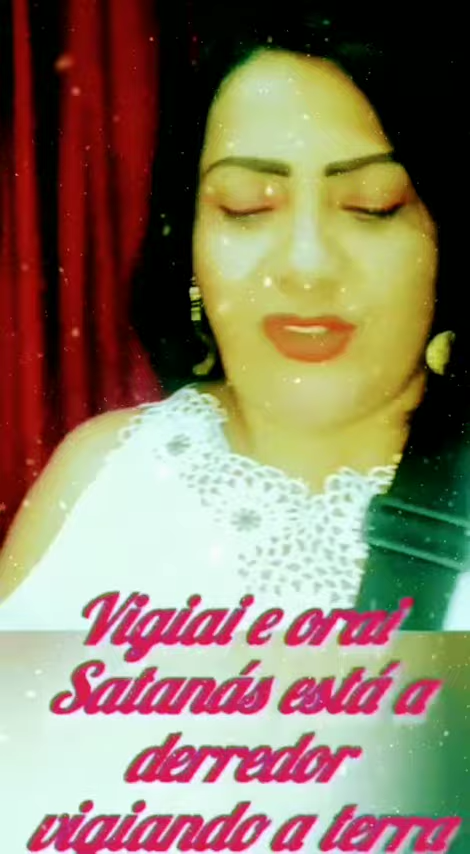 Vigiai e orai
Satanás está a
derredor
vigiando a terra